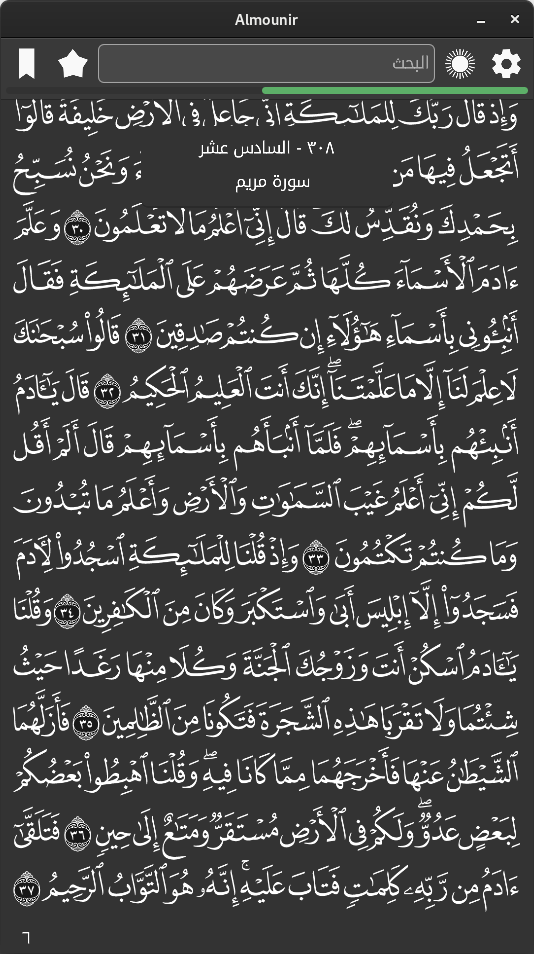 Almounir
البحث
وَإِذْ قَالَ رَبُّكَ لِلْمَلَـٰٓئِكَةِ إِنِّى جَاعِلٌ فِى ٱلْأَرْضِ خَلِيفَةً قَالُوٓا۟
٣٠٨ - السادس عشر
سورة مريم
أَتَجْعَلُ فِيهَا مَن ءَ وَنَحْنُ نُسَبِّحُ
بِحَمْدِكَ وَنُقَدِّسُ لَكَ قَالَ إِنِّىٓ أَعْلَمُ مَا لَا تَعْلَمُونَ ٣٠ وَعَلَّمَ
ءَادَمَ ٱلْأَسْمَآءَ كُلَّهَا ثُمَّ عَرَضَهُمْ عَلَى ٱلْمَلَـٰٓئِكَةِ فَقَالَ
أَنۢبِـُٔونِى بِأَسْمَآءِ هَـٰٓؤُلَآءِ إِن كُنتُمْ صَـٰدِقِينَ ٣١ قَالُوا۟ سُبْحَـٰنَكَ
لَا عِلْمَ لَنَآ إِلَّا مَا عَلَّمْتَنَآ ۖ إِنَّكَ أَنتَ ٱلْعَلِيمُ ٱلْحَكِيمُ ٣٢ قَالَ يَـٰٓـَٔادَمُ
أَنۢبِئْهُم بِأَسْمَآئِهِمْ ۖ فَلَمَّآ أَنۢبَأَهُم بِأَسْمَآئِهِمْ قَالَ أَلَمْ أَقُل
لَّكُمْ إِنِّىٓ أَعْلَمُ غَيْبَ ٱلسَّمَـٰوَٰتِ وَٱلْأَرْضِ وَأَعْلَمُ مَا تُبْدُونَ
وَمَا كُنتُمْ تَكْتُمُونَ ٣٣ وَإِذْ قُلْنَا لِلْمَلَـٰٓئِكَةِ ٱسْجُدُوا۟ لِـَٔادَمَ
فَسَجَدُوٓا۟ إِلَّآ إِبْلِيسَ أَبَىٰ وَٱسْتَكْبَرَ وَكَانَ مِنَ ٱلْكَـٰفِرِينَ ٣٤ وَقُلْنَا
يَـٰٓـَٔادَمُ ٱسْكُنْ أَنتَ وَزَوْجُكَ ٱلْجَنَّةَ وَكُلَا مِنْهَا رَغَدًا حَيْثُ
شِئْتُمَا وَلَا تَقْرَبَا هَـٰذِهِ ٱلشَّجَرَةَ فَتَكُونَا مِنَ ٱلظَّـٰلِمِينَ ٣٥ فَأَزَلَّهُمَا
ٱلشَّيْطَـٰنُ عَنْهَا فَأَخْرَجَهُمَا مِمَّا كَانَا فِيهِ ۖ وَقُلْنَا ٱهْبِطُوا۟ بَعْضُكُمْ
لِبَعْضٍ عَدُوٌّ ۖ وَلَكُمْ فِى ٱلْأَرْضِ مُسْتَقَرٌّ وَمَتَـٰعٌ إِلَىٰ حِينٍ ٣٦ فَتَلَقَّىٰٓ
ءَادَمُ مِن رَّبِّهِۦ كَلِمَـٰتٍ فَتَابَ عَلَيْهِ ۚ إِنَّهُۥ هُوَ ٱلتَّوَّابُ ٱلرَّحِيمُ ٣٧
٦